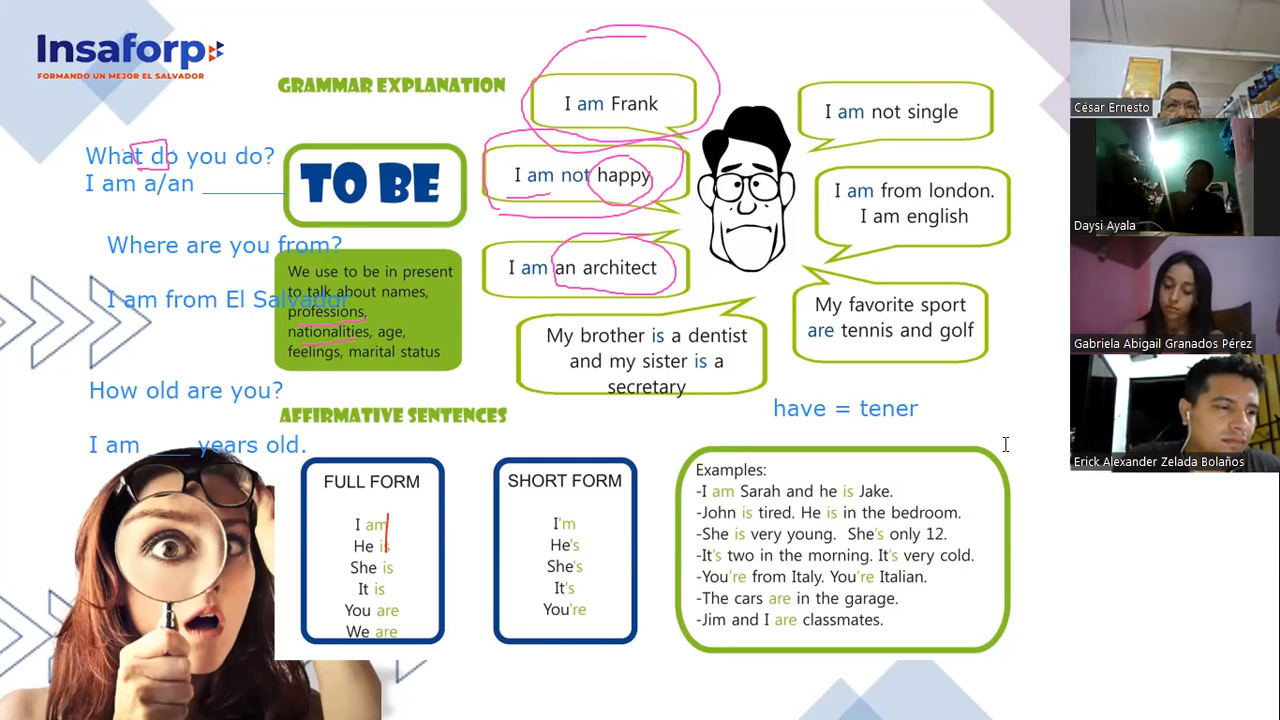 Insaforp
FORMANDO UN MEJOR EL SALVADOR
GRAMMAR EXPLANATION
What do you do?
I am a/an _______
TO BE
Where are you from?
We use to be in present
to talk about names,
professions,
nationalities, age,
feelings, marital status
I am from El Salvador
How old are you?
I am ___ years old.
I am Frank
I am not happy
I am an architect
My brother is a dentist
and my sister is a
secretary
I am not single
I am from london.
I am english
My favorite sport
are tennis and golf
have = tener
AFFIRMATIVE SENTENCES
FULL FORM
I am
He is
She is
It is
You are
We are
SHORT FORM
I'm
He's
She's
It's
You're
Examples:
-I am Sarah and he is Jake.
-John is tired. He is in the bedroom.
-She is very young. She's only 12.
-It's two in the morning. It's very cold.
-You're from Italy. You're Italian.
-The cars are in the garage.
-Jim and I are classmates.
César Ernesto
Daysi Ayala
Gabriela Abigail Granados Pérez
Erick Alexander Zelada Bolaños